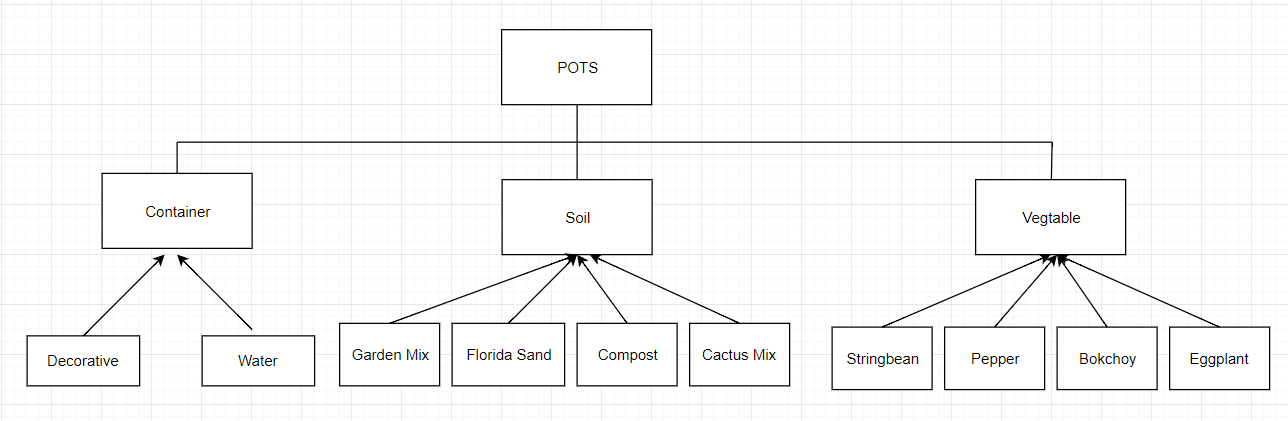 POTS
Container
Soil
Vegtable
Decorative
Water
Garden Mix
Florida Sand
Compost
Cactus Mix
Stringbean
Pepper
Bokchoy
Eggplant